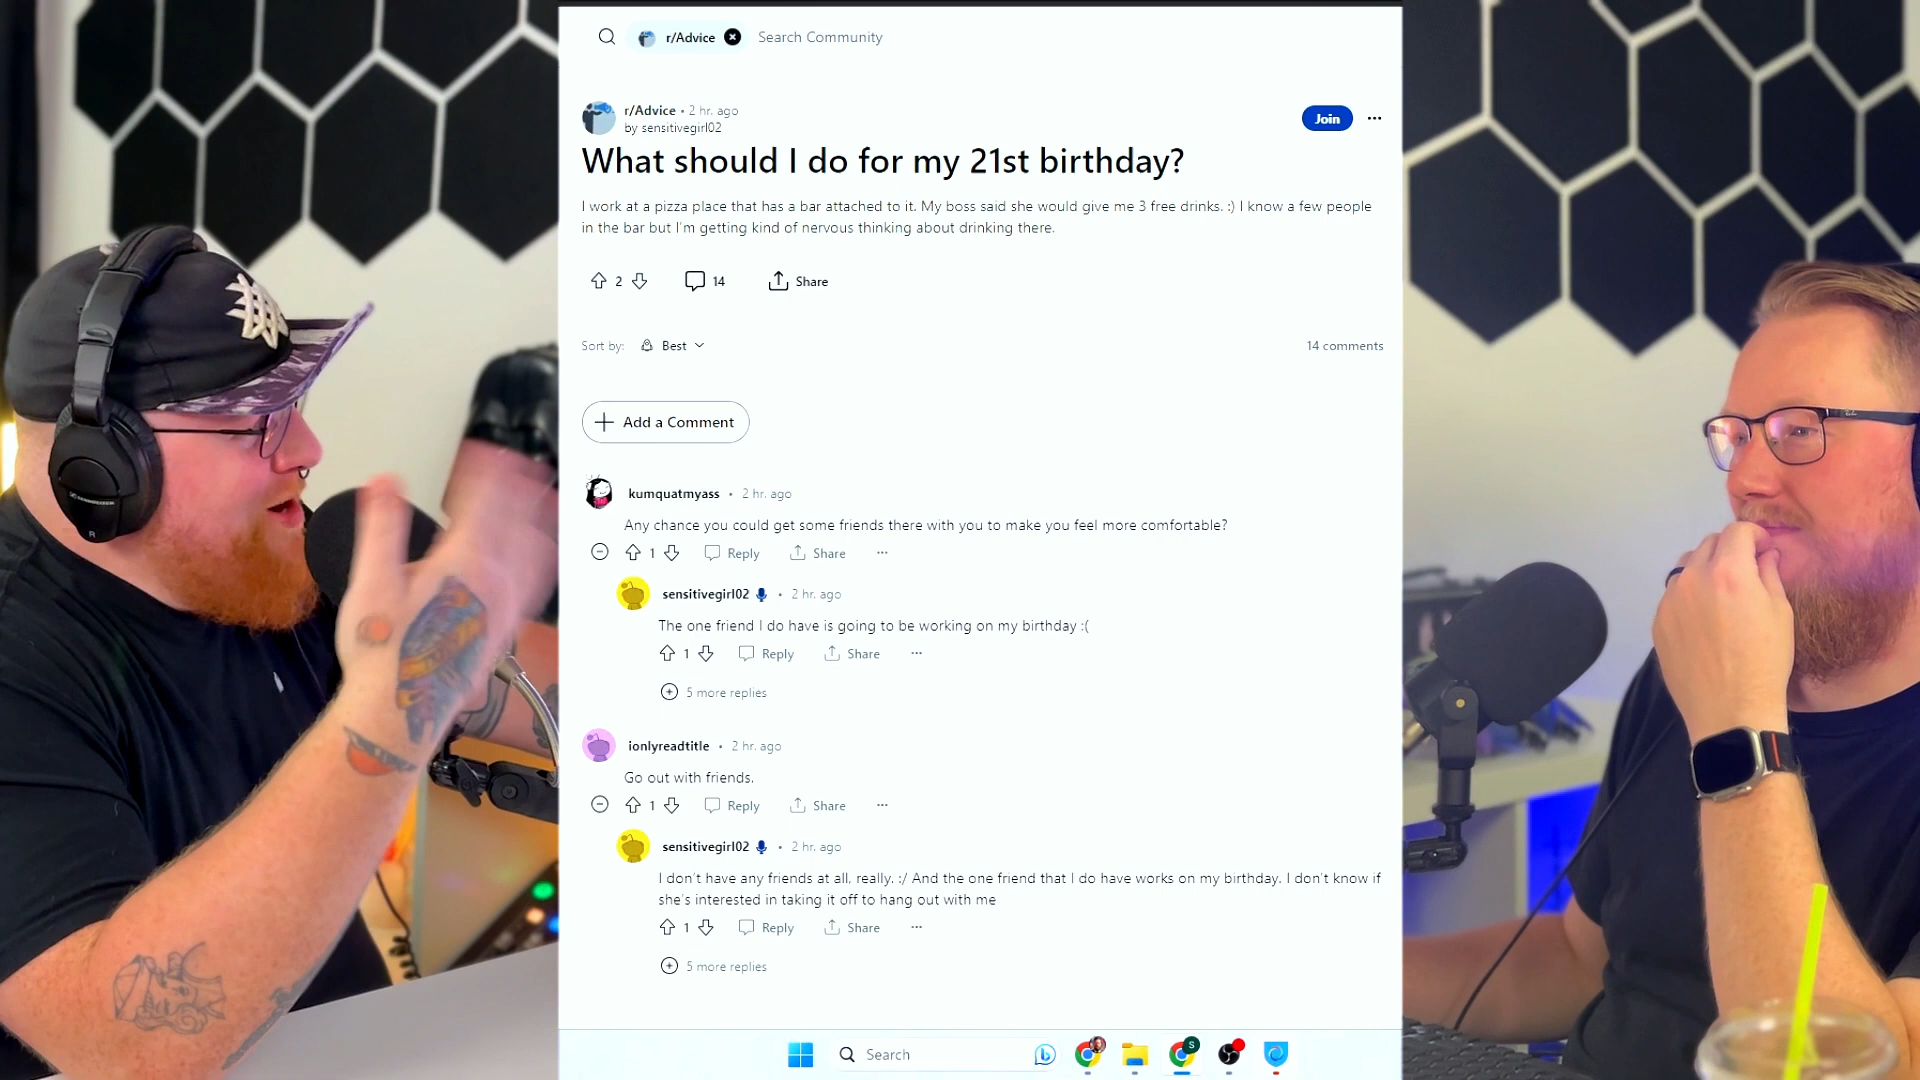 r/Advice Search Community
r/Advice • 2 hr. ago
by sensitivegirl02
Join
What should I do for my 21st birthday?
I work at a pizza place that has a bar attached to it. My boss said she would give me 3 free drinks. :) I know a few people
in the bar but I'm getting kind of nervous thinking about drinking there.
2 14 Share
Sort by: Best 14 comments
Add a Comment
kumquatmyass • 2 hr. ago
Any chance you could get some friends there with you to make you feel more comfortable?
1 Reply Share
sensitivegirl02 • 2 hr. ago
The one friend I do have is going to be working on my birthday :(
1 Reply Share
5 more replies
ionlyreadtitle • 2 hr. ago
Go out with friends.
1 Reply Share
sensitivegirl02 • 2 hr. ago
I don't have any friends at all, really. :/ And the one friend that I do have works on my birthday. I don't know if
she's interested in taking it off to hang out with me
1 Reply Share
5 more replies
Search
S
R